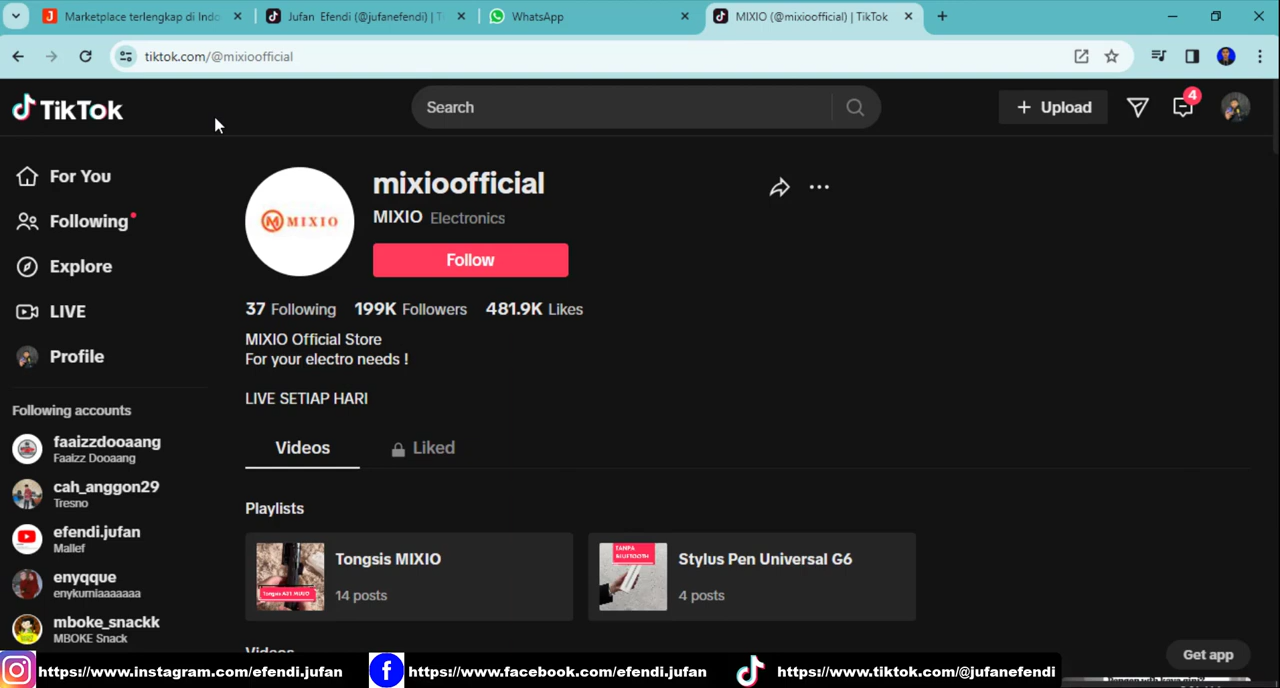 Marketplace terlengkap di Indo
Jufan Efendi (@jufanefendi) | T
WhatsApp
MIXIO (@mixioofficial) | TikTok
tiktok.com/@mixioofficial
TikTok
Search
Upload
4
For You
Following
Explore
LIVE
Profile
Following accounts
faaizzdooaang
Faaizz Dooaang
cah_anggon29
Tresno
efendi.jufan
Mallef
enyqque
enykurniaaaaaaa
mboke_snackk
MBOKE Snack
MIXIO
mixioofficial
MIXIO Electronics
Follow
37 Following 199K Followers 481.9K Likes
MIXIO Official Store
For your electro needs !
LIVE SETIAP HARI
Videos
Liked
Playlists
Tongsis A31 MIXIO
Tongsis MIXIO
14 posts
TANPA
BLUETOOTH
Stylus Pen Universal G6
4 posts
Videos
Get app
https://www.instagram.com/efendi.jufan
https://www.facebook.com/efendi.jufan
https://www.tiktok.com/@jufanefendi